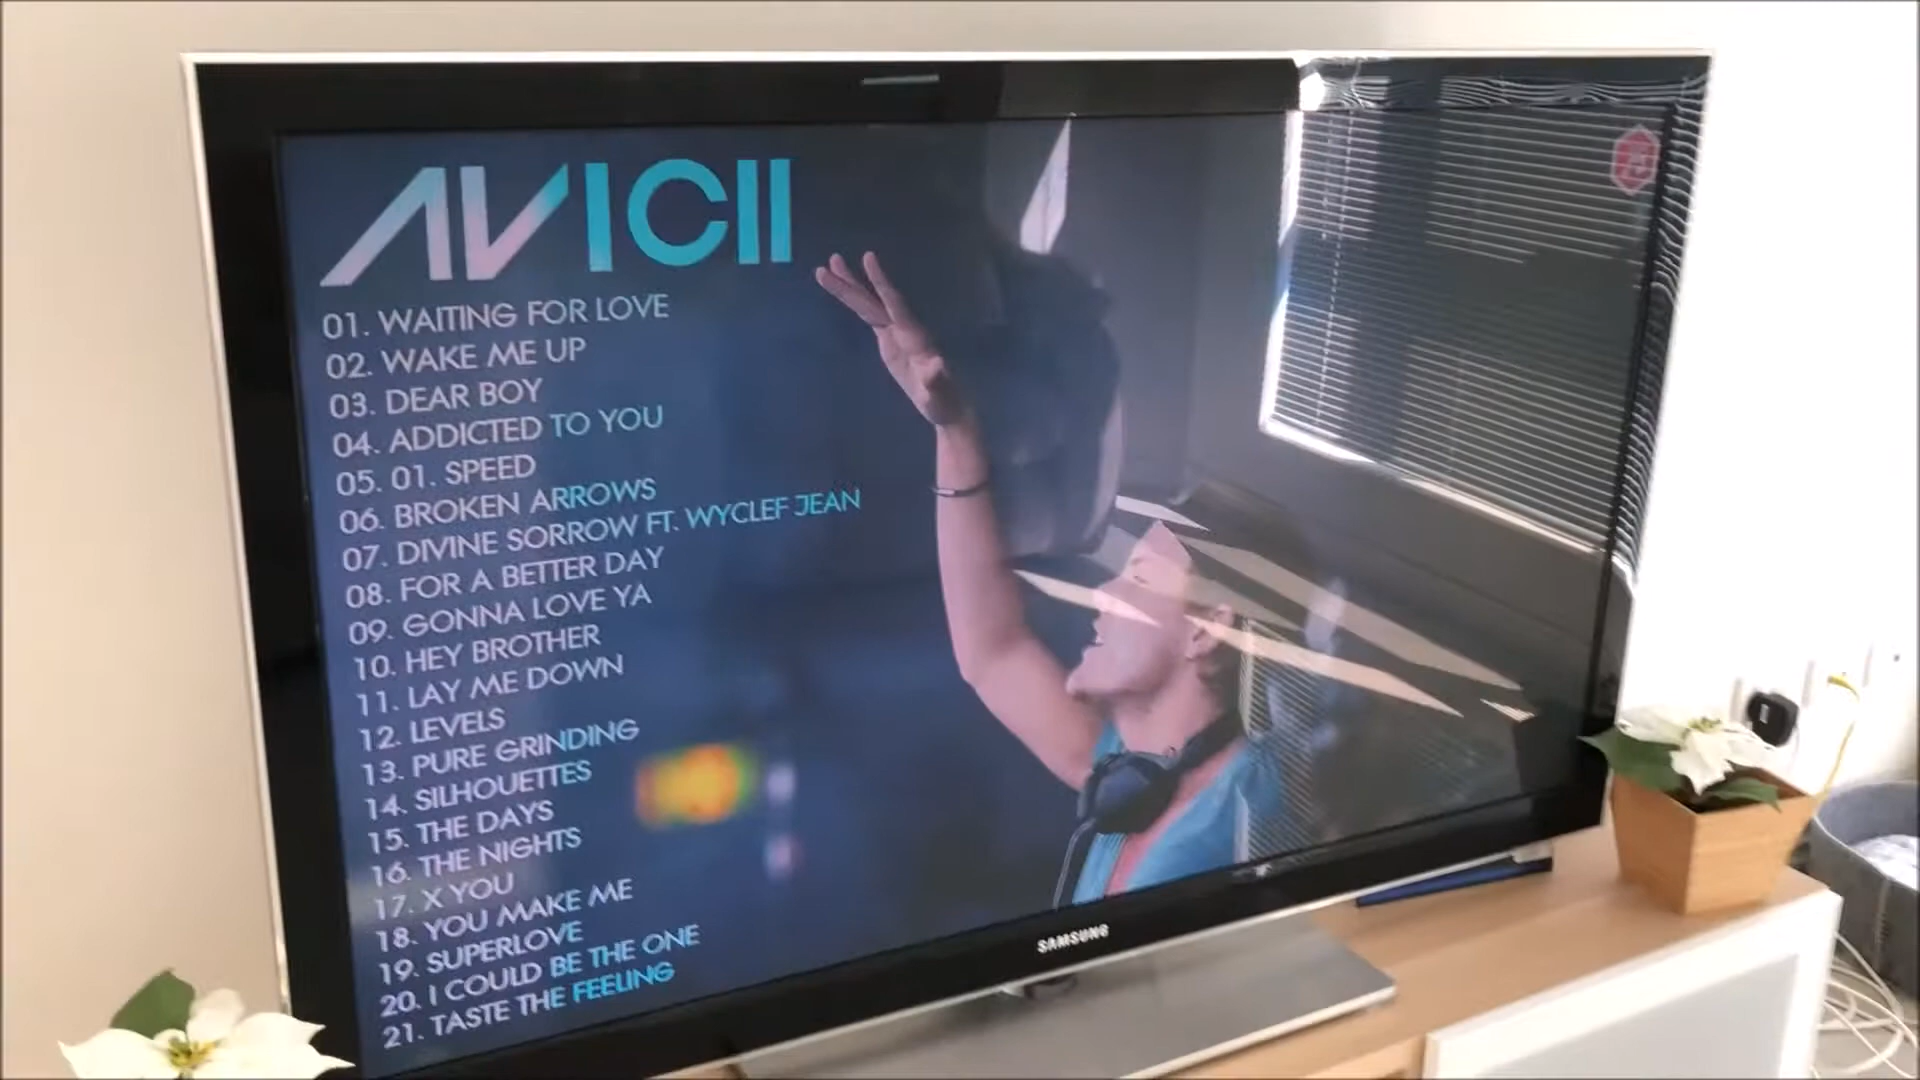 AVICII
01. WAITING FOR LOVE
02. WAKE ME UP
03. DEAR BOY
04. ADDICTED TO YOU
05. 01. SPEED
06. BROKEN ARROWS
07. DIVINE SORROW FT. WYCLEF JEAN
08. FOR A BETTER DAY
09. GONNA LOVE YA
10. HEY BROTHER
11. LAY ME DOWN
12. LEVELS
13. PURE GRINDING
14. SILHOUETTES
15. THE DAYS
16. THE NIGHTS
17. X YOU
18. YOU MAKE ME
19. SUPERLOVE
20. I COULD BE THE ONE
21. TASTE THE FEELING
SAMSUNG